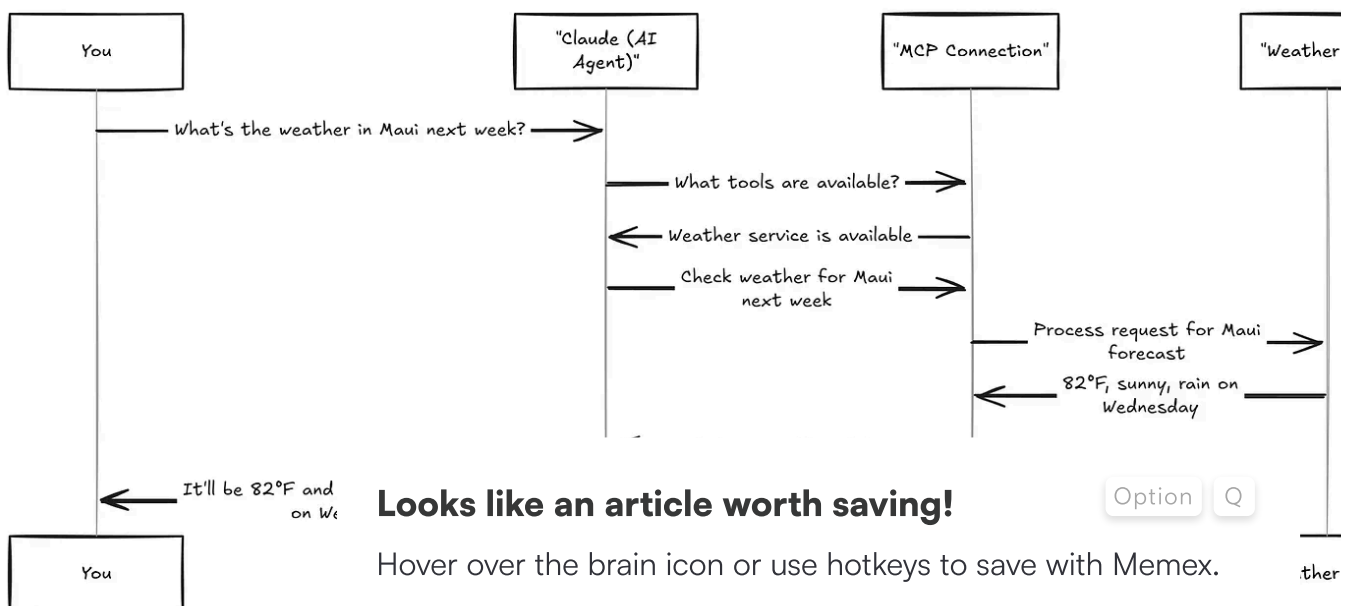 You
"Claude (AI
Agent)"
"MCP Connection"
"Weather
What's the weather in Maui next week?
What tools are available?
Weather service is available
Check weather for Maui
next week
Process request for Maui
forecast
82°F, sunny, rain on
Wednesday
It'll be 82°F and
on We
Looks like an article worth saving!
Option Q
Hover over the brain icon or use hotkeys to save with Memex.
You
ther